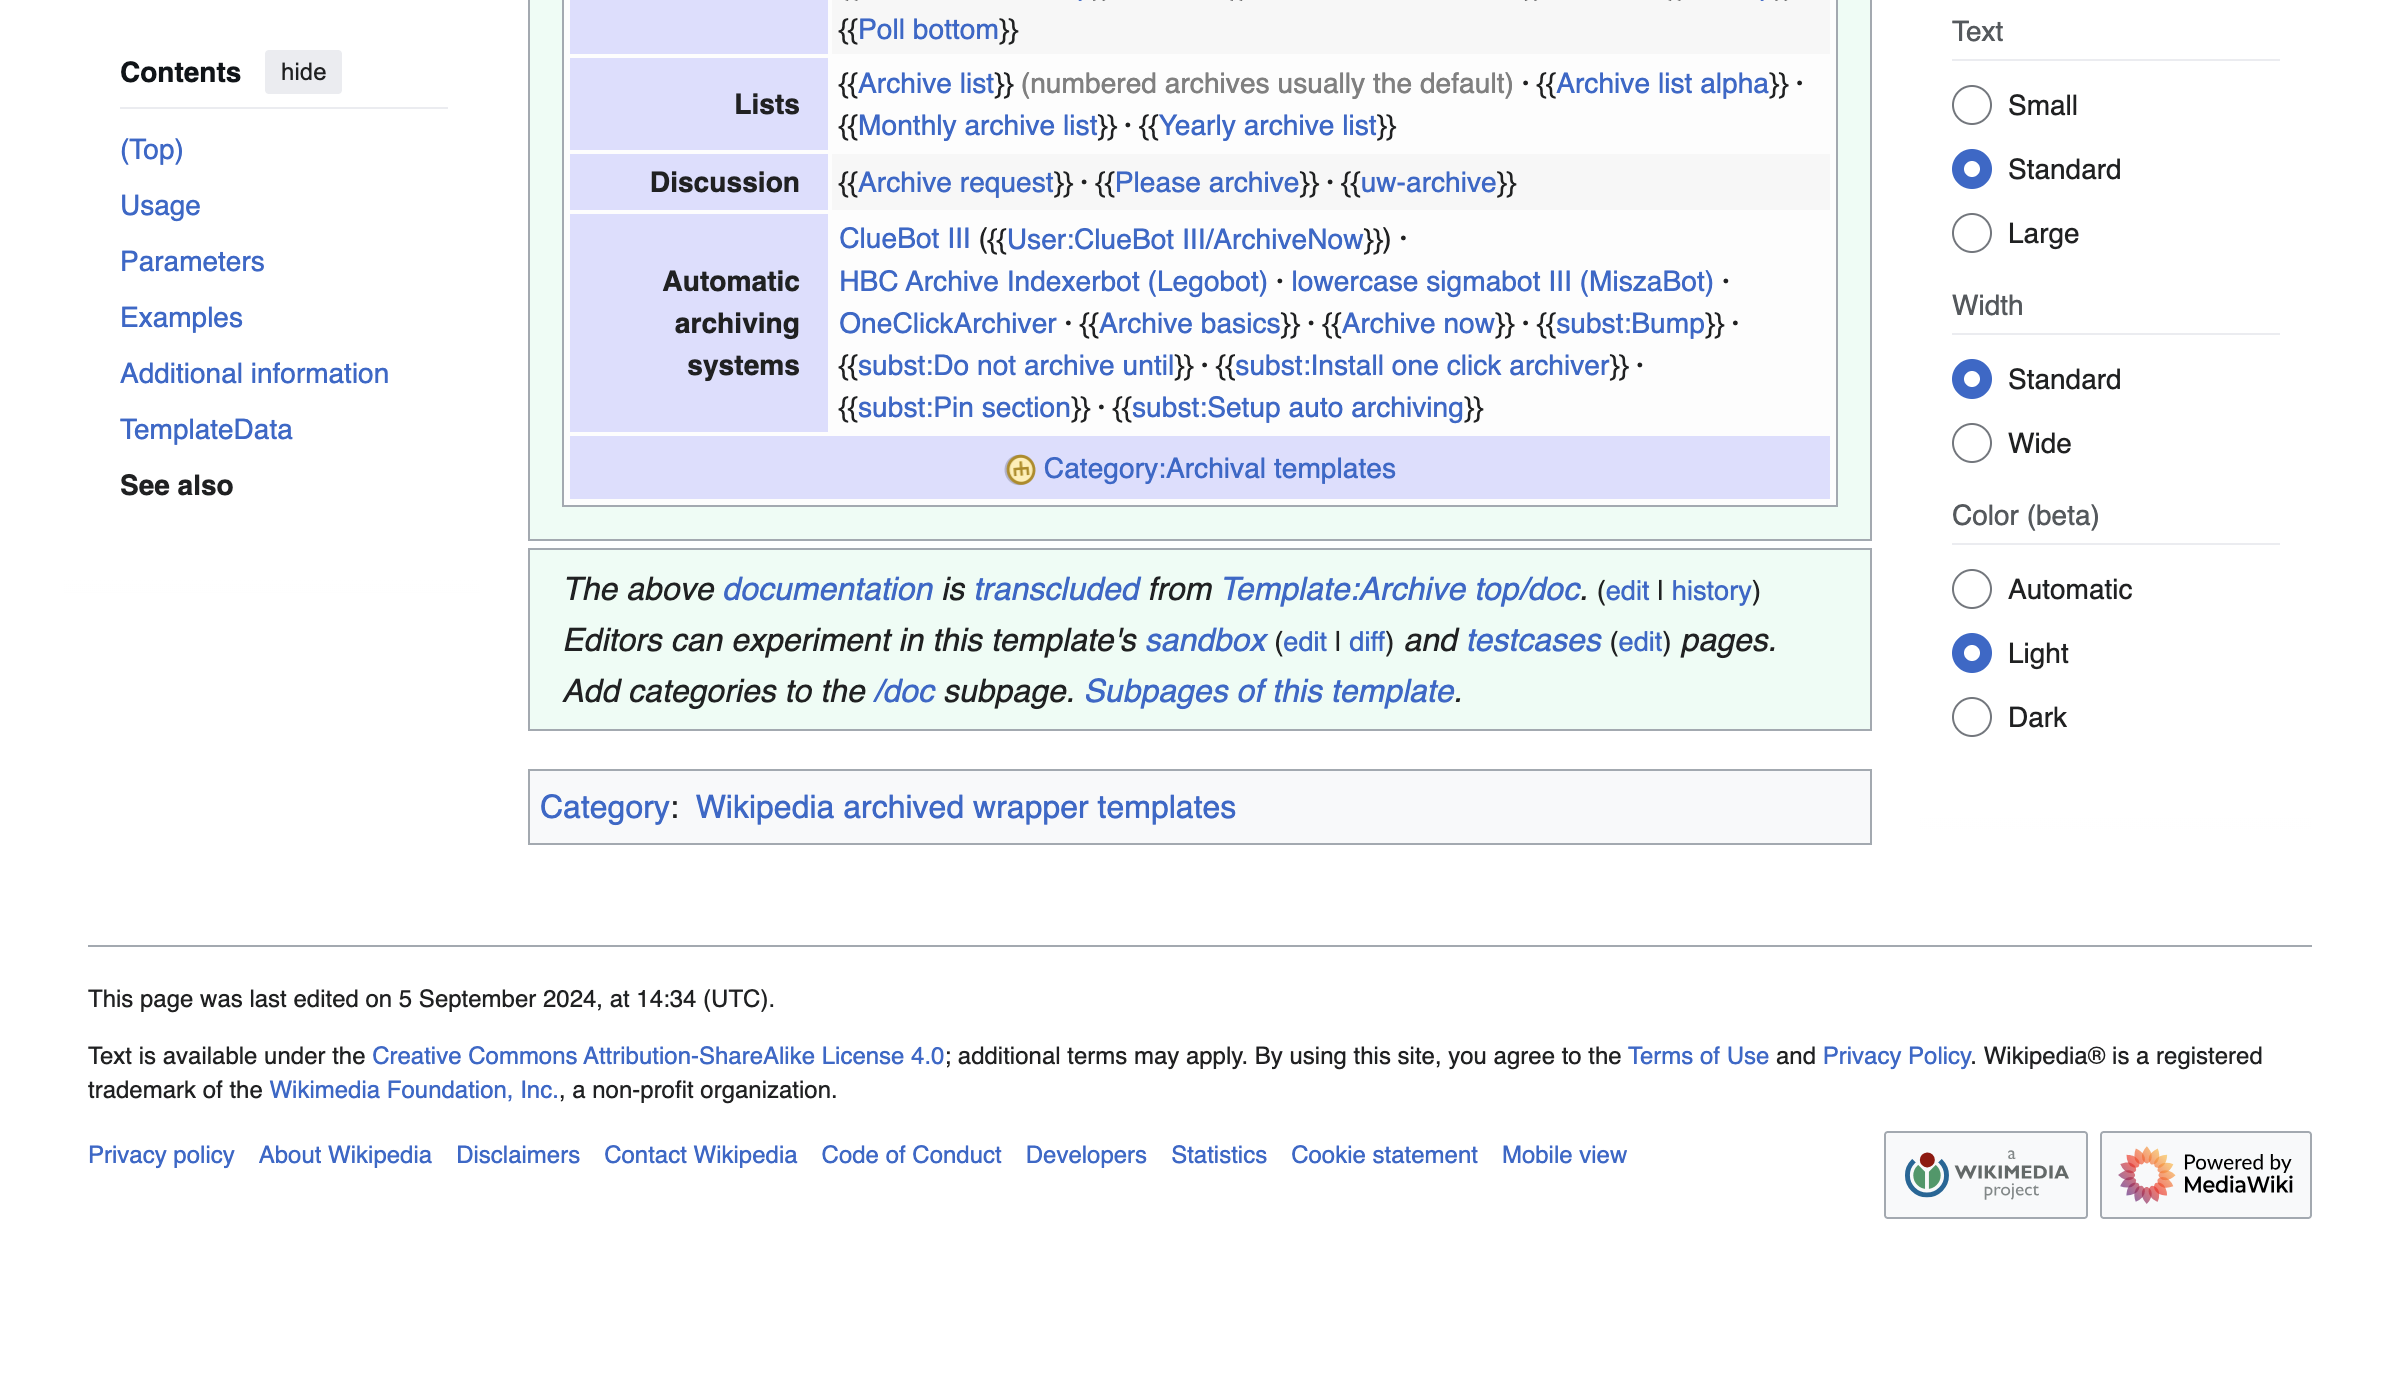 {{Poll bottom}}
Contents hide
(Top)
Usage
Parameters
Examples
Additional information
TemplateData
See also
Lists
{{Archive list}} (numbered archives usually the default) · {{Archive list alpha}} ·
{{Monthly archive list}} · {{Yearly archive list}}
Discussion
{{Archive request}} · {{Please archive}} · {{uw-archive}}
Automatic
archiving
systems
ClueBot III ({{User:ClueBot III/ArchiveNow}}) ·
HBC Archive Indexerbot (Legobot) · lowercase sigmabot III (MiszaBot) ·
OneClickArchiver · {{Archive basics}} · {{Archive now}} · {{subst:Bump}} ·
{{subst:Do not archive until}} · {{subst:Install one click archiver}} ·
{{subst:Pin section}} · {{subst:Setup auto archiving}}
Category:Archival templates
The above documentation is transcluded from Template:Archive top/doc. (edit | history)
Editors can experiment in this template's sandbox (edit | diff) and testcases (edit) pages.
Add categories to the /doc subpage. Subpages of this template.
Category: Wikipedia archived wrapper templates
Text
Small
Standard
Large
Width
Standard
Wide
Color (beta)
Automatic
Light
Dark
This page was last edited on 5 September 2024, at 14:34 (UTC).
Text is available under the Creative Commons Attribution-ShareAlike License 4.0; additional terms may apply. By using this site, you agree to the Terms of Use and Privacy Policy. Wikipedia® is a registered
trademark of the Wikimedia Foundation, Inc., a non-profit organization.
Privacy policy About Wikipedia Disclaimers Contact Wikipedia Code of Conduct Developers Statistics Cookie statement Mobile view
a
WIKIMEDIA
project
Powered by
MediaWiki